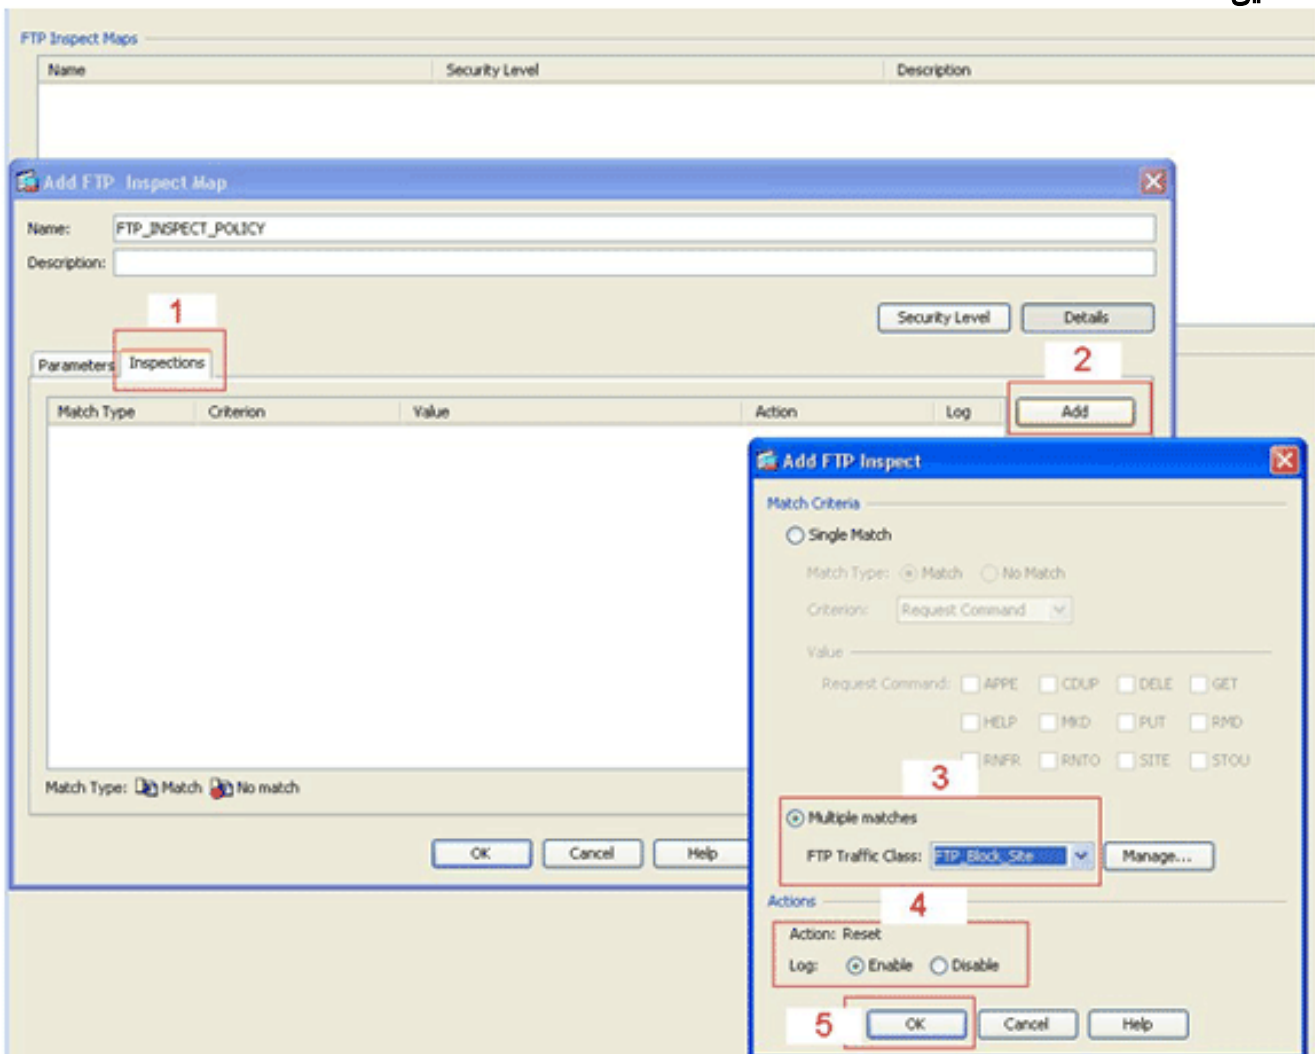 FTP Inspect Maps
Name Security Level Description
Add FTP Inspect Map
Name: FTP_INSPECT_POLICY
Description:
1
Security Level Details
Parameters Inspections
2
Match Type Criterion Value Action Log Add
Add FTP Inspect
Match Criteria
Single Match
Match Type: Match No Match
Criterion: Request Command
Value
Request Command: APPE CDUP DELE GET
HELP MKD PUT RMD
RNFR RNTO SITE STOU
3
Multiple matches
FTP Traffic Class: FTP_Block_Site Manage...
Actions
4
Action: Reset
Log: Enable Disable
5 OK Cancel Help
Match Type: Match No match
OK Cancel Help